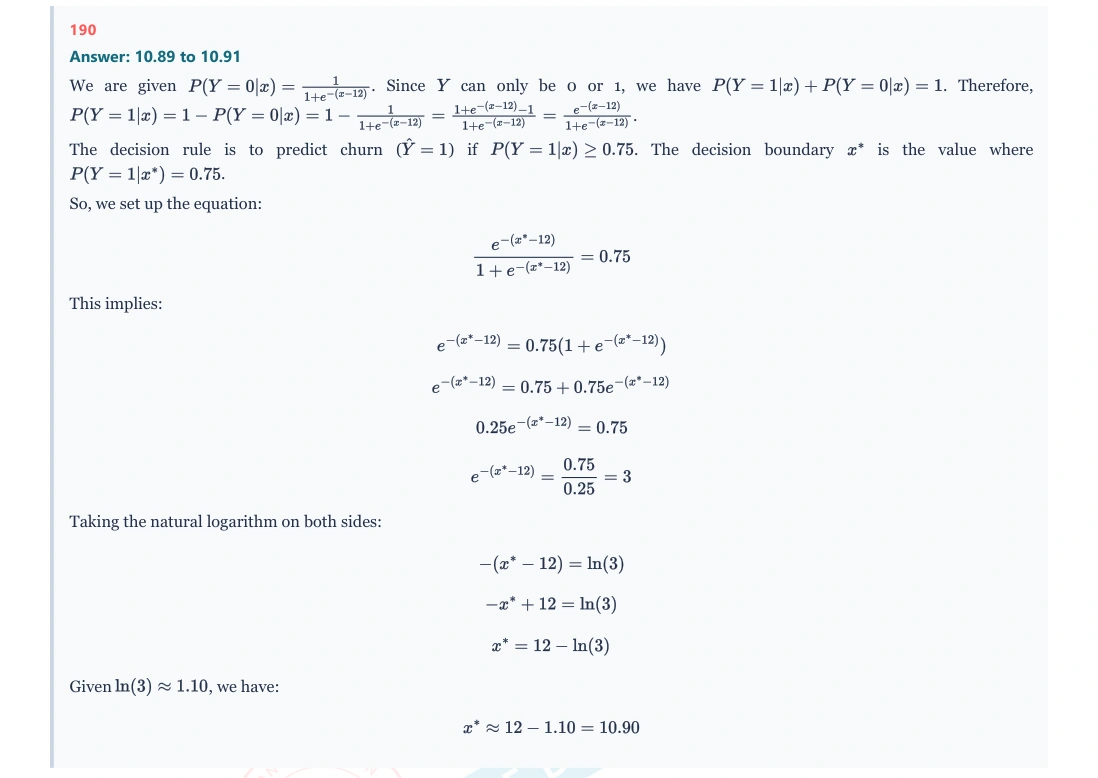 190
Answer: 10.89 to 10.91
We are given P(Y = 0|x) = 1/(1+e^{-(x-12)}). Since Y can only be 0 or 1, we have P(Y = 1|x) + P(Y = 0|x) = 1. Therefore,
P(Y = 1|x) = 1 − P(Y = 0|x) = 1 − 1/(1+e^{-(x-12)}) = (1+e^{-(x-12)}−1)/(1+e^{-(x-12)}) = e^{-(x-12)}/(1+e^{-(x-12)}).
The decision rule is to predict churn (Ŷ = 1) if P(Y = 1|x) ≥ 0.75. The decision boundary x* is the value where
P(Y = 1|x*) = 0.75.
So, we set up the equation:
e^{-(x*-12)}/(1 + e^{-(x*-12)}) = 0.75
This implies:
e^{-(x*-12)} = 0.75(1 + e^{-(x*-12)})
e^{-(x*-12)} = 0.75 + 0.75e^{-(x*-12)}
0.25e^{-(x*-12)} = 0.75
e^{-(x*-12)} = 0.75/0.25 = 3
Taking the natural logarithm on both sides:
−(x* − 12) = ln(3)
−x* + 12 = ln(3)
x* = 12 − ln(3)
Given ln(3) ≈ 1.10, we have:
x* ≈ 12 − 1.10 = 10.90